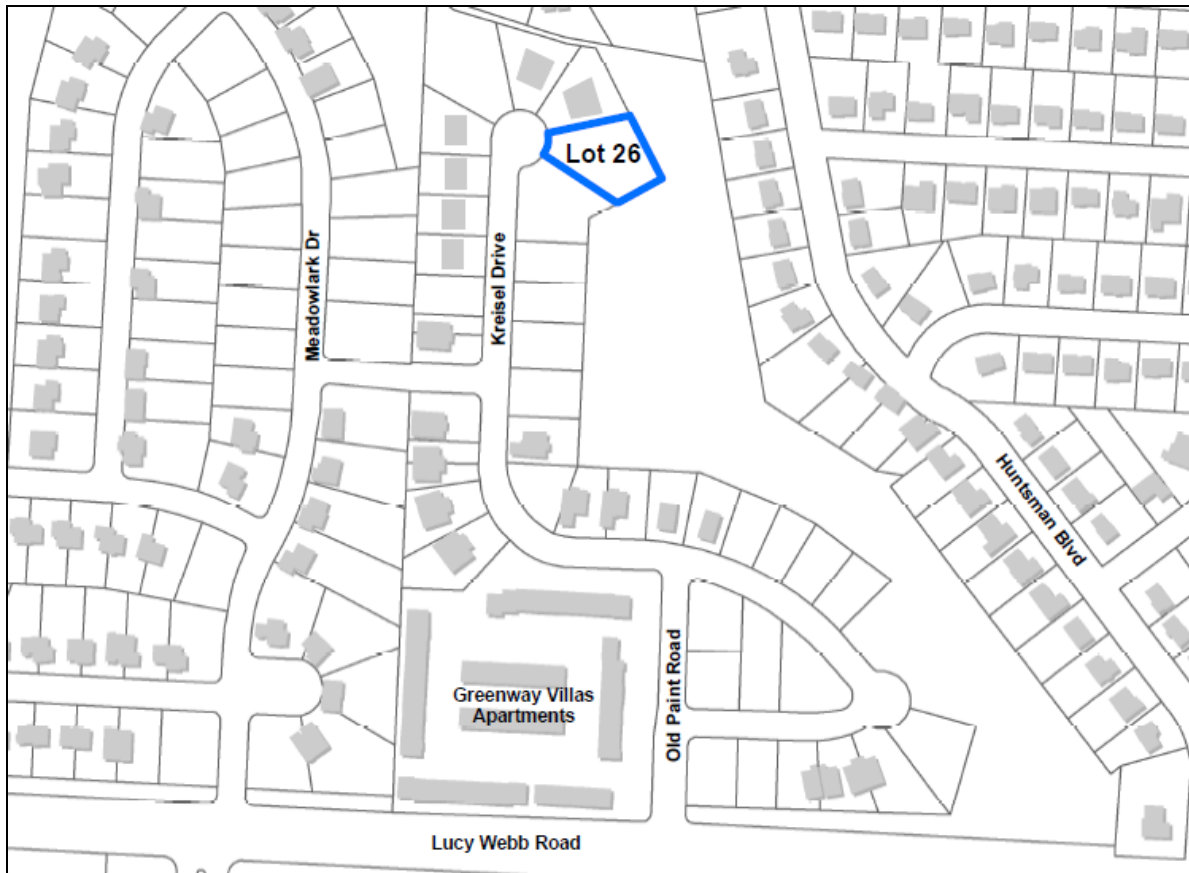 Lot 26
Meadowlark Dr
Kreisel Drive
Huntsman Blvd
Old Paint Road
Greenway Villas
Apartments
Lucy Webb Road